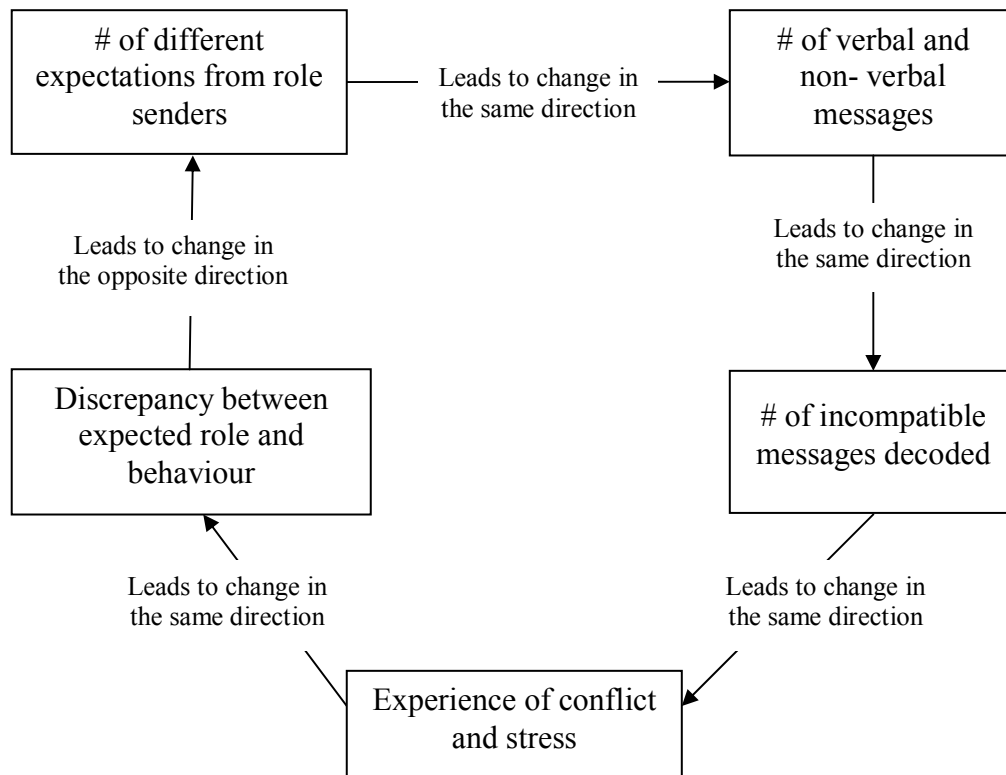 # of different
expectations from role
senders
Leads to change in
the same direction
# of verbal and
non- verbal
messages
Leads to change in
the same direction
# of incompatible
messages decoded
Leads to change in
the same direction
Experience of conflict
and stress
Leads to change in
the same direction
Discrepancy between
expected role and
behaviour
Leads to change in
the opposite direction